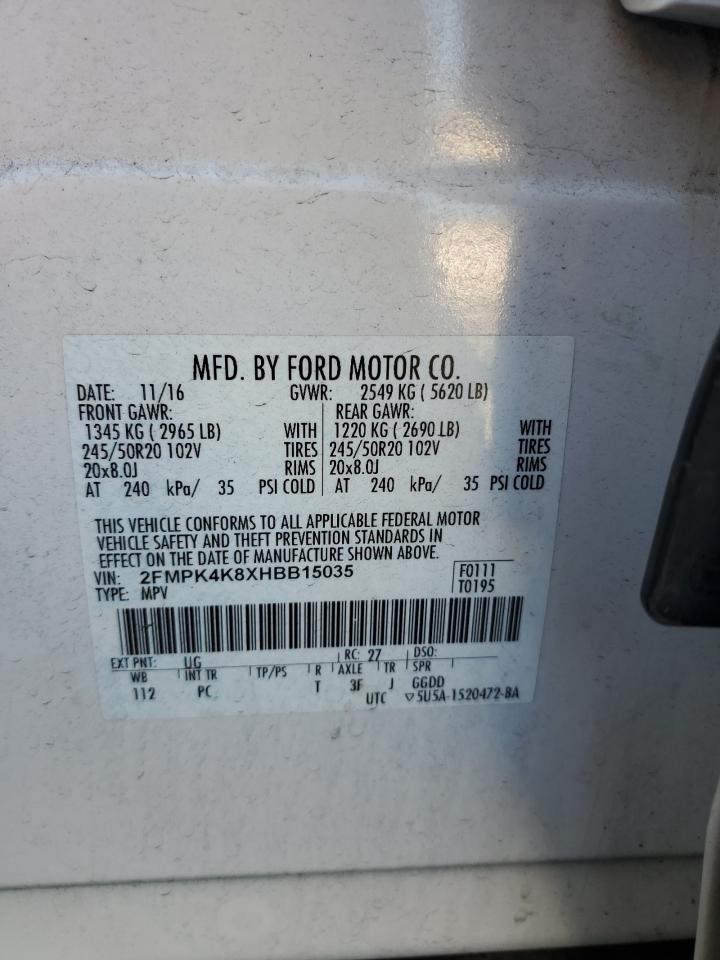 MFD. BY FORD MOTOR CO.
DATE: 11/16 GVWR: 2549 KG ( 5620 LB)
FRONT GAWR: REAR GAWR:
1345 KG ( 2965 LB) WITH 1220 KG ( 2690 LB) WITH
245/50R20 102V TIRES 245/50R20 102V TIRES
20x8.0J RIMS 20x8.0J RIMS
AT 240 kPa/ 35 PSI COLD AT 240 kPa/ 35 PSI COLD
THIS VEHICLE CONFORMS TO ALL APPLICABLE FEDERAL MOTOR
VEHICLE SAFETY AND THEFT PREVENTION STANDARDS IN
EFFECT ON THE DATE OF MANUFACTURE SHOWN ABOVE.
VIN: 2FMPK4K8XHBB15035 F0111
TYPE: MPV T0195
EXT PNT: UG RC: 27 DSO:
WB INT TR TP/PS R AXLE TR SPR
112 PC T 3F J GGDD
UTC ▽5U5A-1520472-BA